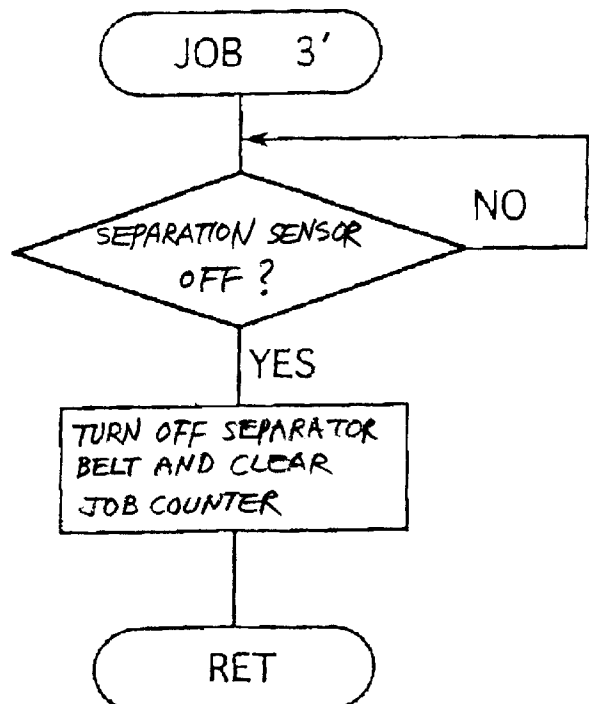 JOB 3′
SEPARATION SENSOR
OFF ?
NO
YES
TURN OFF SEPARATOR
BELT AND CLEAR
JOB COUNTER
RET